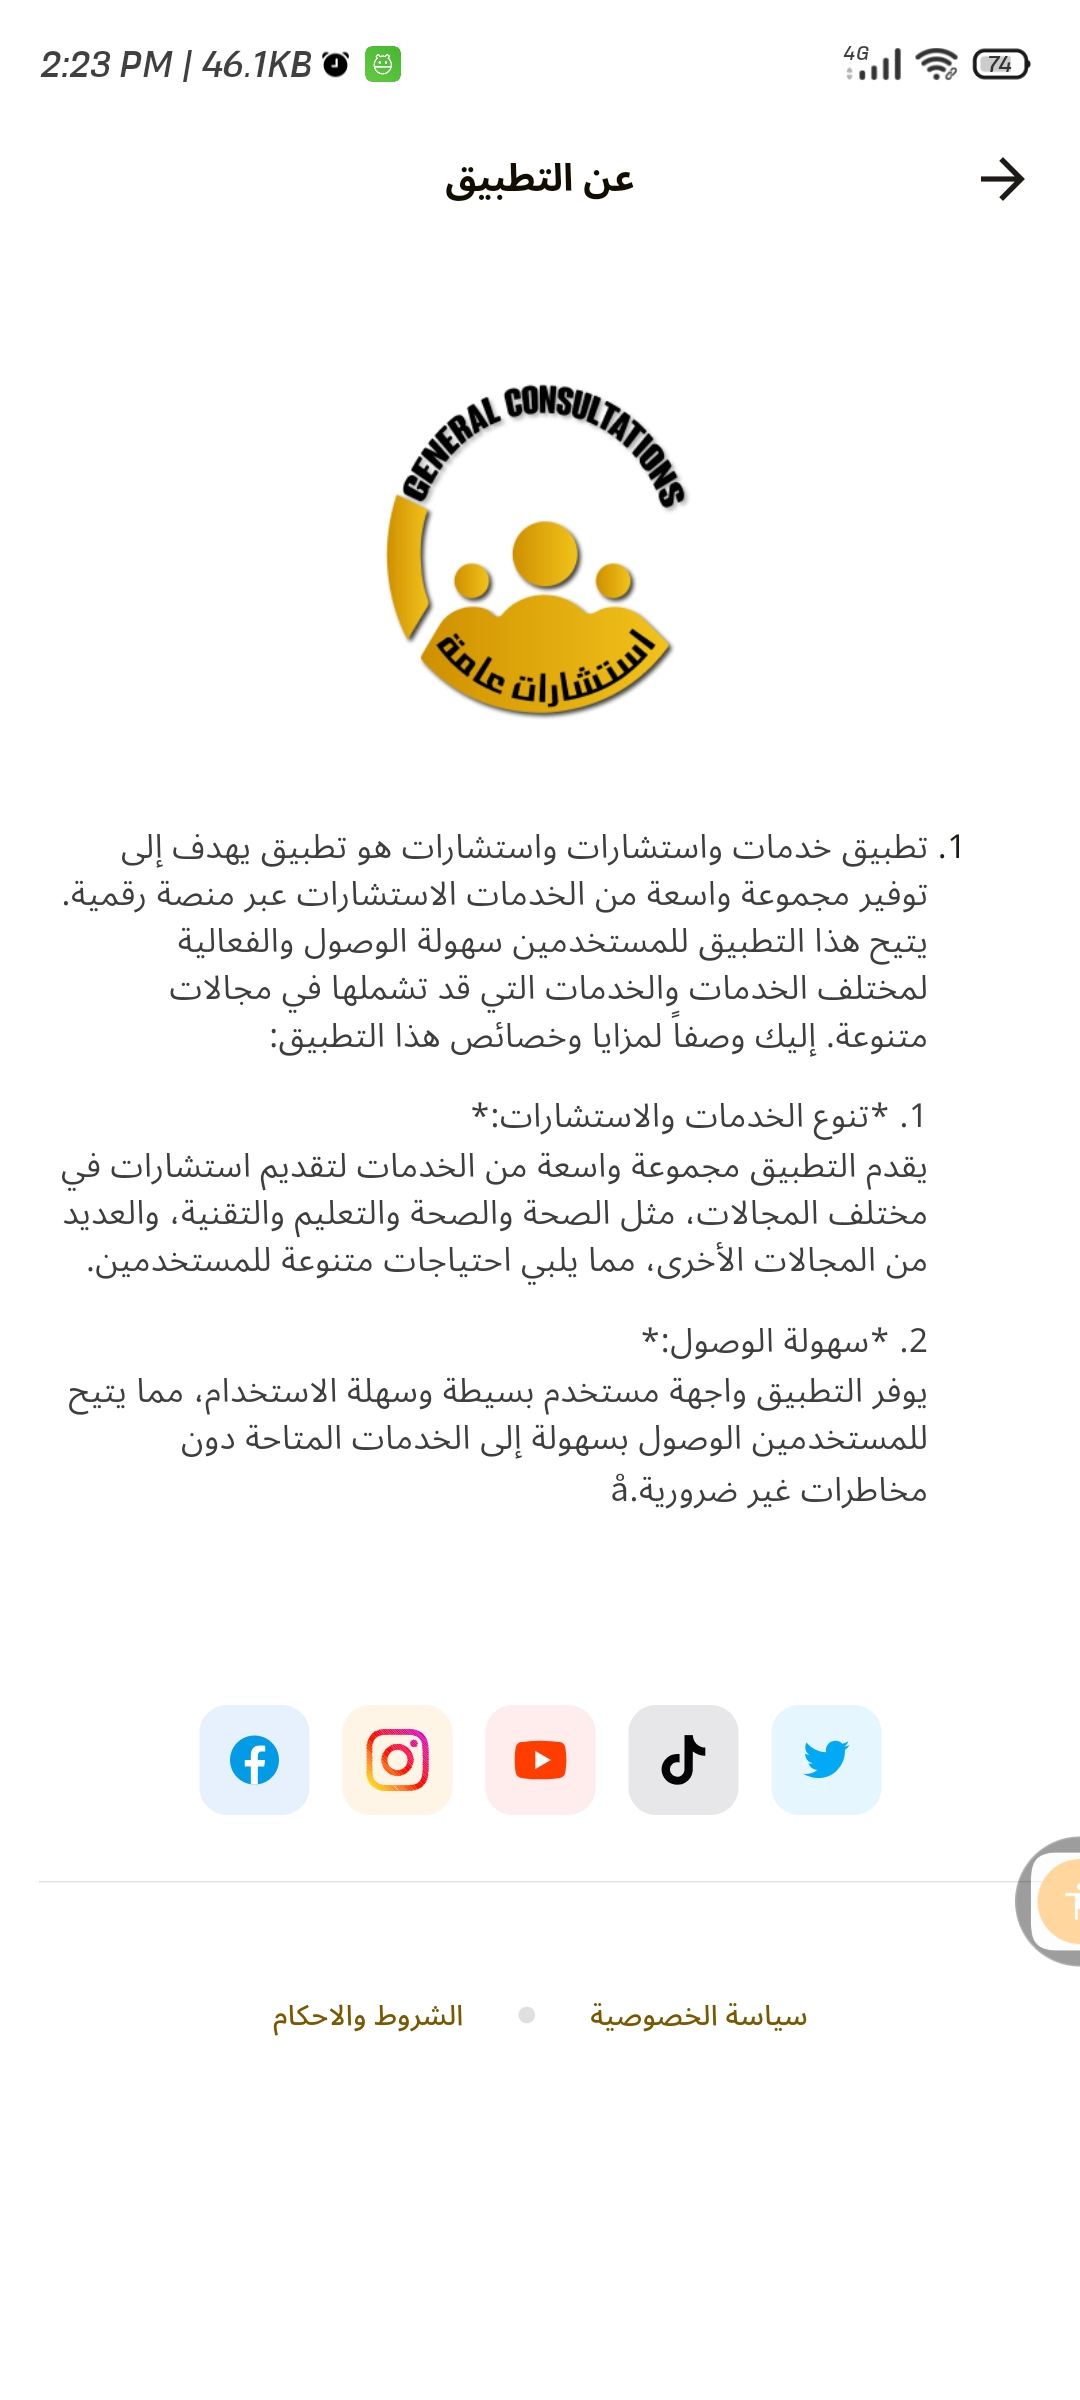 2:23 PM | 46.1KB
4G
74
عن التطبيق
GENERAL CONSULTATIONS
استشارات عامة
1. تطبيق خدمات واستشارات واستشارات هو تطبيق يهدف إلى
توفير مجموعة واسعة من الخدمات الاستشارات عبر منصة رقمية.
يتيح هذا التطبيق للمستخدمين سهولة الوصول والفعالية
لمختلف الخدمات والخدمات التي قد تشملها في مجالات
متنوعة. إليك وصفاً لمزايا وخصائص هذا التطبيق:
1. *تنوع الخدمات والاستشارات:*
يقدم التطبيق مجموعة واسعة من الخدمات لتقديم استشارات في
مختلف المجالات، مثل الصحة والصحة والتعليم والتقنية، والعديد
من المجالات الأخرى، مما يلبي احتياجات متنوعة للمستخدمين.
2. *سهولة الوصول:*
يوفر التطبيق واجهة مستخدم بسيطة وسهلة الاستخدام، مما يتيح
للمستخدمين الوصول بسهولة إلى الخدمات المتاحة دون
مخاطرات غير ضرورية.å
سياسة الخصوصية
الشروط والاحكام